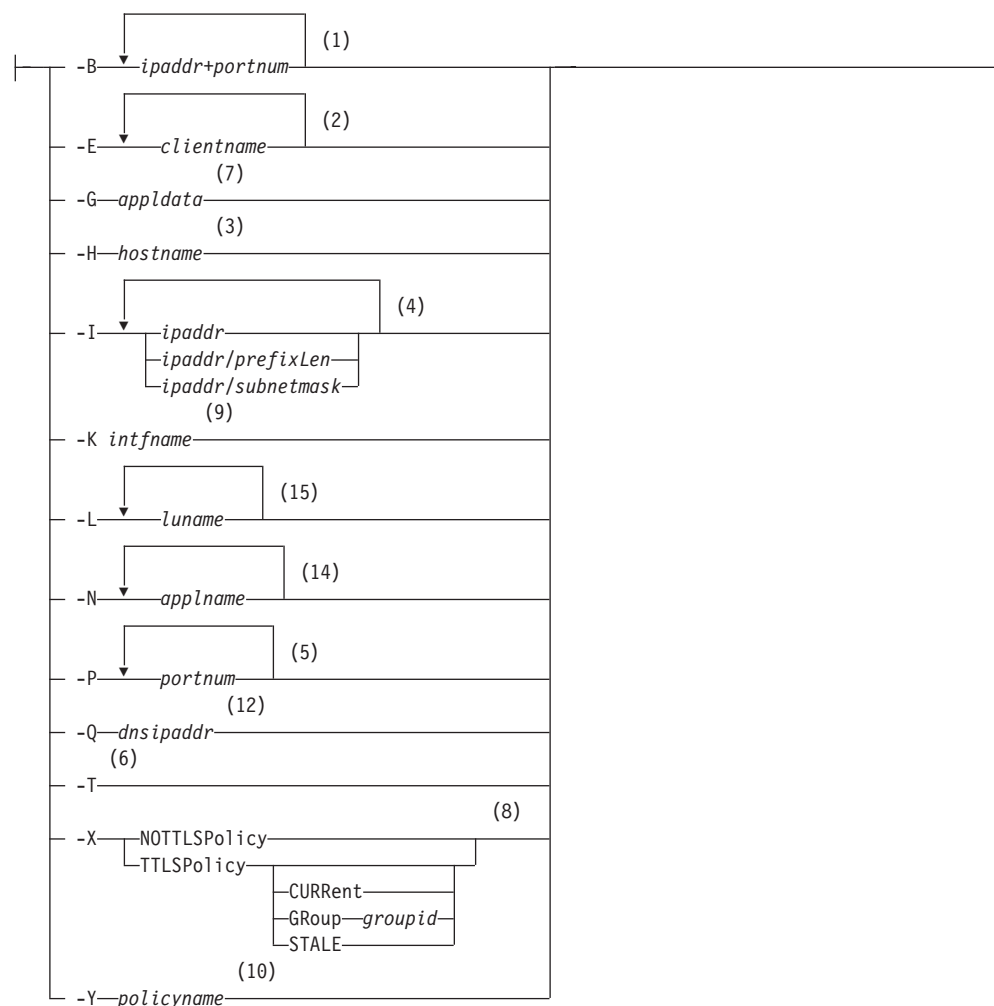 (1)
-B ipaddr+portnum
(2)
-E clientname
(7)
-G appldata
(3)
-H hostname
(4)
-I ipaddr
ipaddr/prefixLen
ipaddr/subnetmask
(9)
-K intfname
(15)
-L luname
(14)
-N applname
(5)
-P portnum
(12)
-Q dnsipaddr
(6)
-T
(8)
-X NOTTLSPolicy
TTLSPolicy
CURRent
GRoup groupid
STALE
(10)
-Y policyname